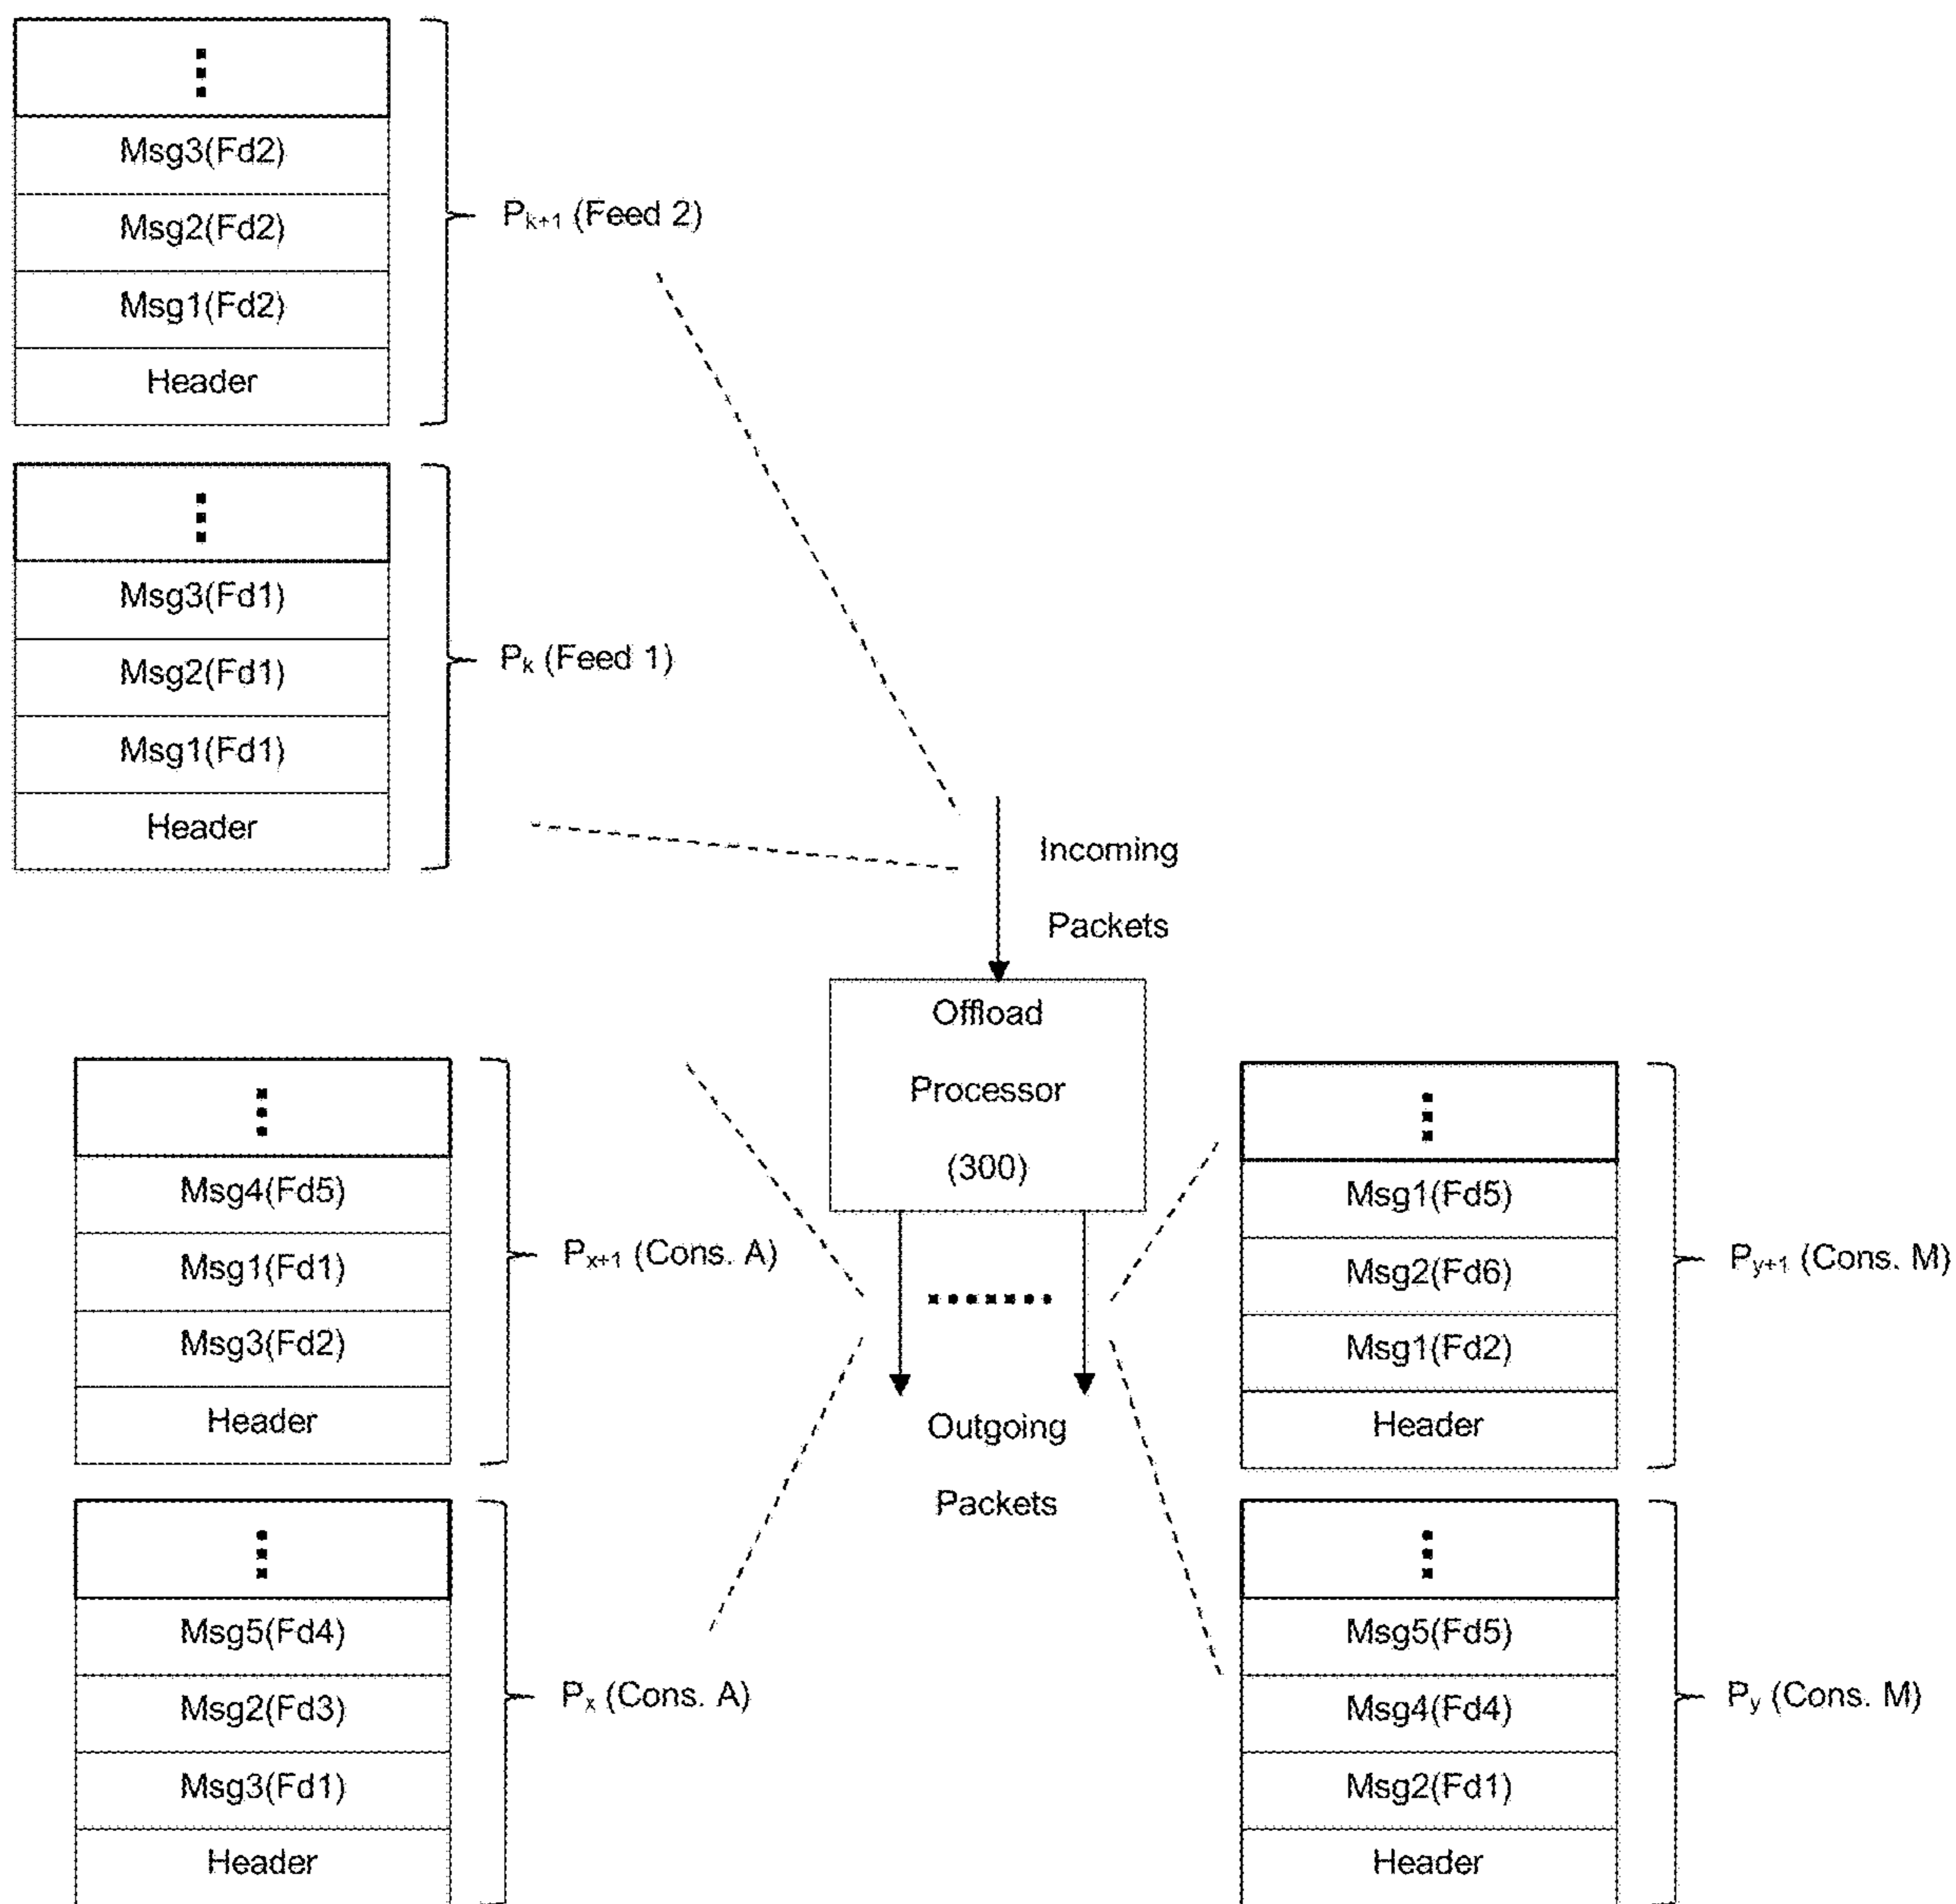 Msg3(Fd2)
Msg2(Fd2)
Msg1(Fd2)
Header
Pk+1 (Feed 2)
Msg3(Fd1)
Msg2(Fd1)
Msg1(Fd1)
Header
Pk (Feed 1)
Incoming
Packets
Offload
Processor
(300)
Msg4(Fd5)
Msg1(Fd1)
Msg3(Fd2)
Header
Px+1 (Cons. A)
Msg1(Fd5)
Msg2(Fd6)
Msg1(Fd2)
Header
Py+1 (Cons. M)
Outgoing
Packets
Msg5(Fd4)
Msg2(Fd3)
Msg3(Fd1)
Header
Px (Cons. A)
Msg5(Fd5)
Msg4(Fd4)
Msg2(Fd1)
Header
Py (Cons. M)